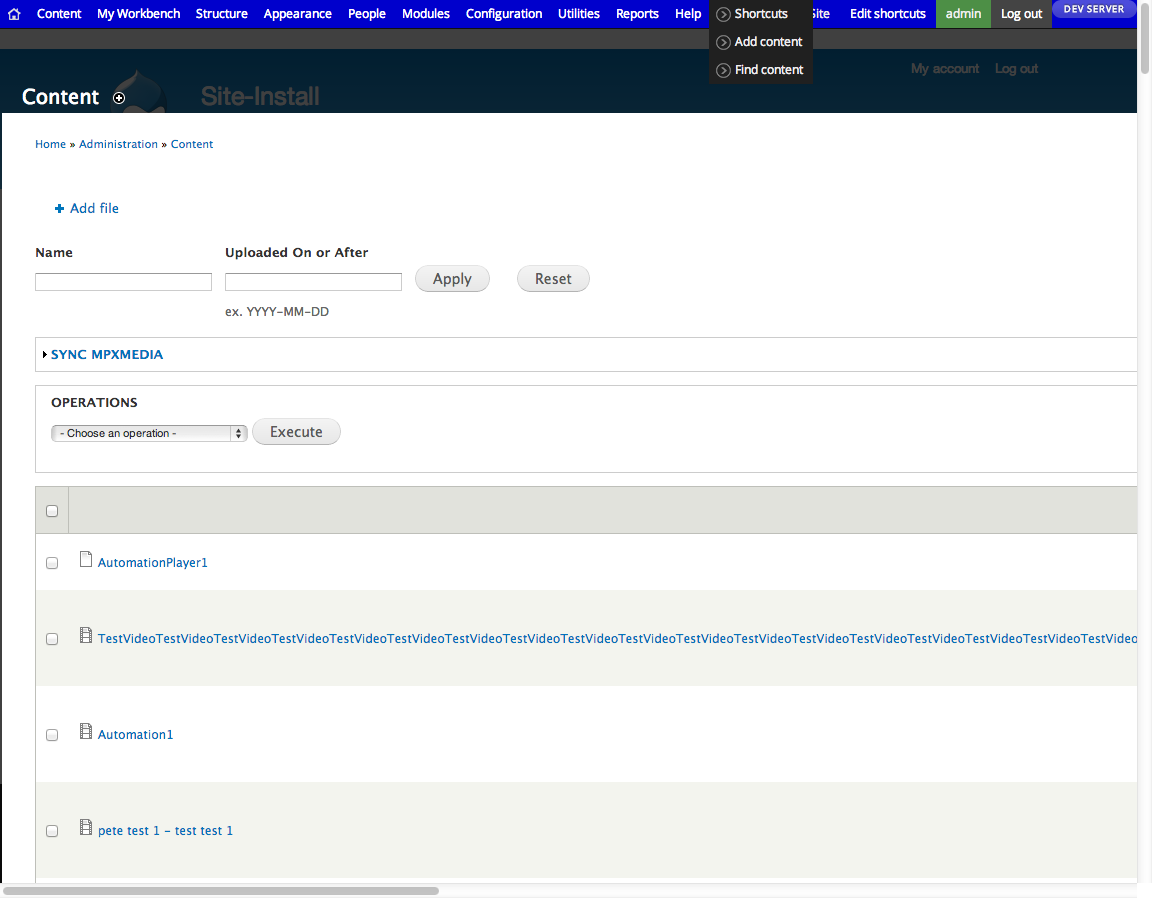 Content My Workbench Structure Appearance People Modules Configuration Utilities Reports Help Shortcuts Site Edit shortcuts admin Log out DEV SERVER
Add content
Find content
My account Log out
Content Site-Install
Home » Administration » Content
Add file
Name Uploaded On or After
Apply Reset
ex. YYYY-MM-DD
SYNC MPXMEDIA
OPERATIONS
- Choose an operation - Execute
AutomationPlayer1
TestVideoTestVideoTestVideoTestVideoTestVideoTestVideoTestVideoTestVideoTestVideoTestVideoTestVideoTestVideoTestVideoTestVideoTestVideoTestVideoTestVideoTestVideo
Automation1
pete test 1 - test test 1